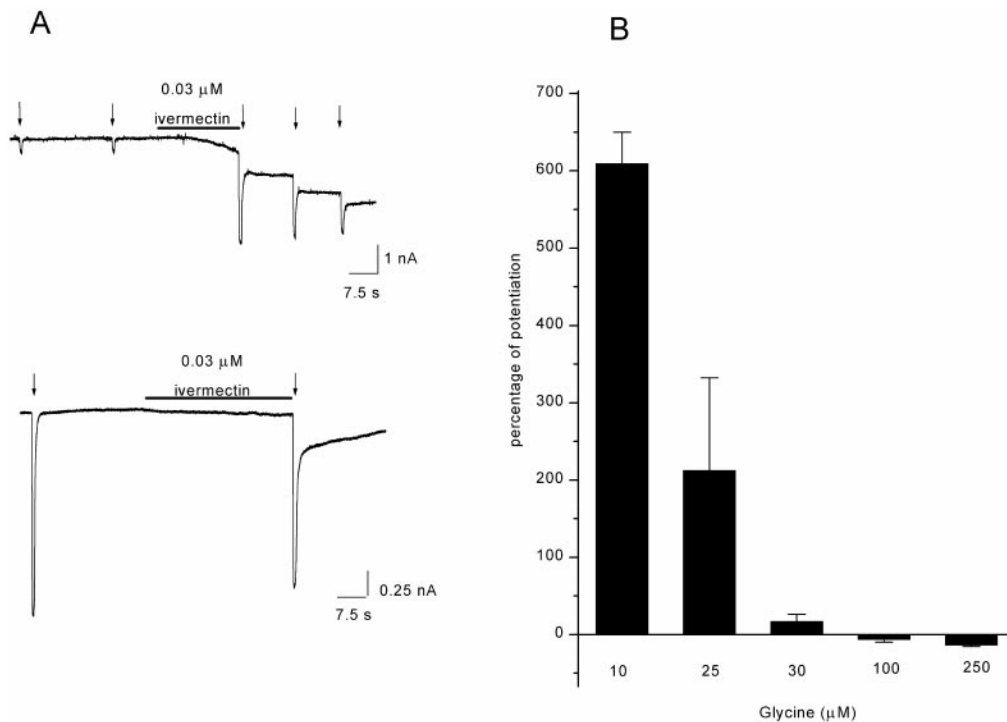 A
0.03 μM
ivermectin
1 nA
7.5 s
0.03 μM
ivermectin
0.25 nA
7.5 s
B
percentage of potentiation
700
600
500
400
300
200
100
0
10 25 30 100 250
Glycine (μM)